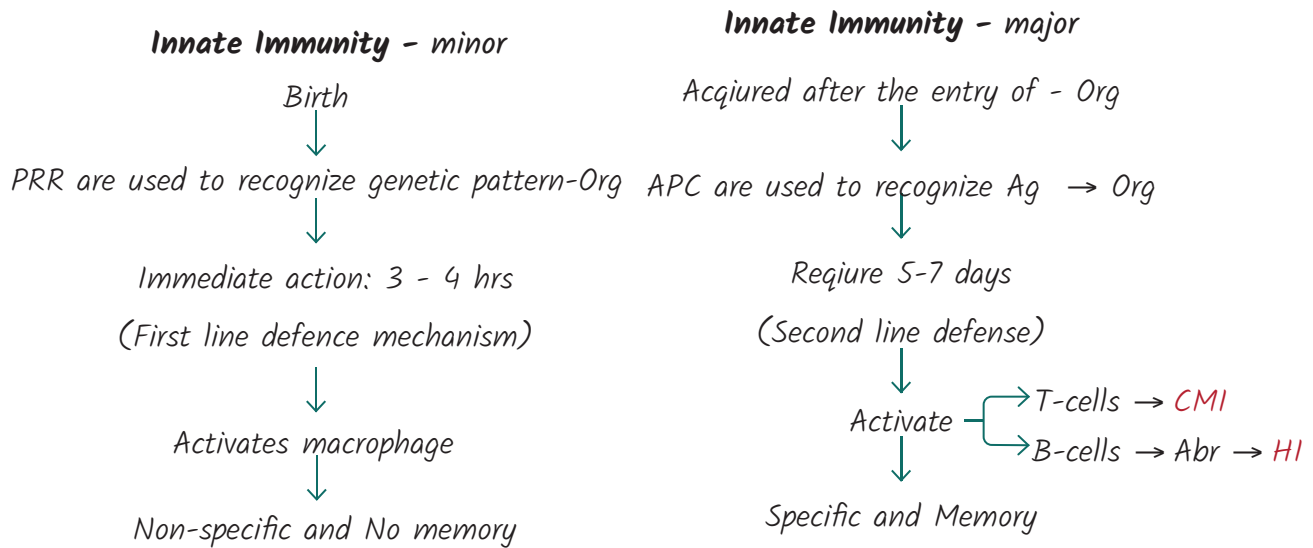 Innate Immunity - minor
Birth
PRR are used to recognize genetic pattern-Org
Immediate action: 3 - 4 hrs
(First line defence mechanism)
Activates macrophage
Non-specific and No memory
Innate Immunity - major
Acqiured after the entry of - Org
APC are used to recognize Ag → Org
Reqiure 5-7 days
(Second line defense)
Activate
T-cells → CMI
B-cells → Abr → HI
Specific and Memory